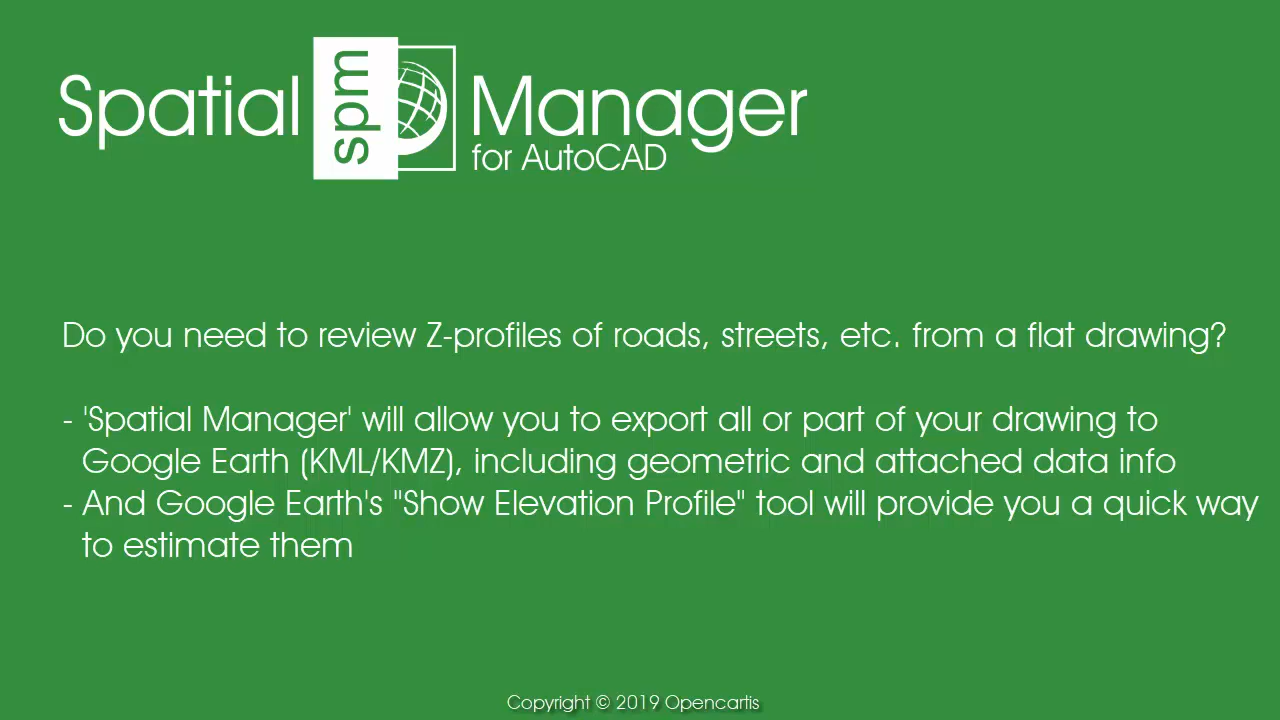 Spatial spm Manager
for AutoCAD
Do you need to review Z-profiles of roads, streets, etc. from a flat drawing?
- 'Spatial Manager' will allow you to export all or part of your drawing to
Google Earth (KML/KMZ), including geometric and attached data info
- And Google Earth's "Show Elevation Profile" tool will provide you a quick way
to estimate them
Copyright © 2019 Opencartis